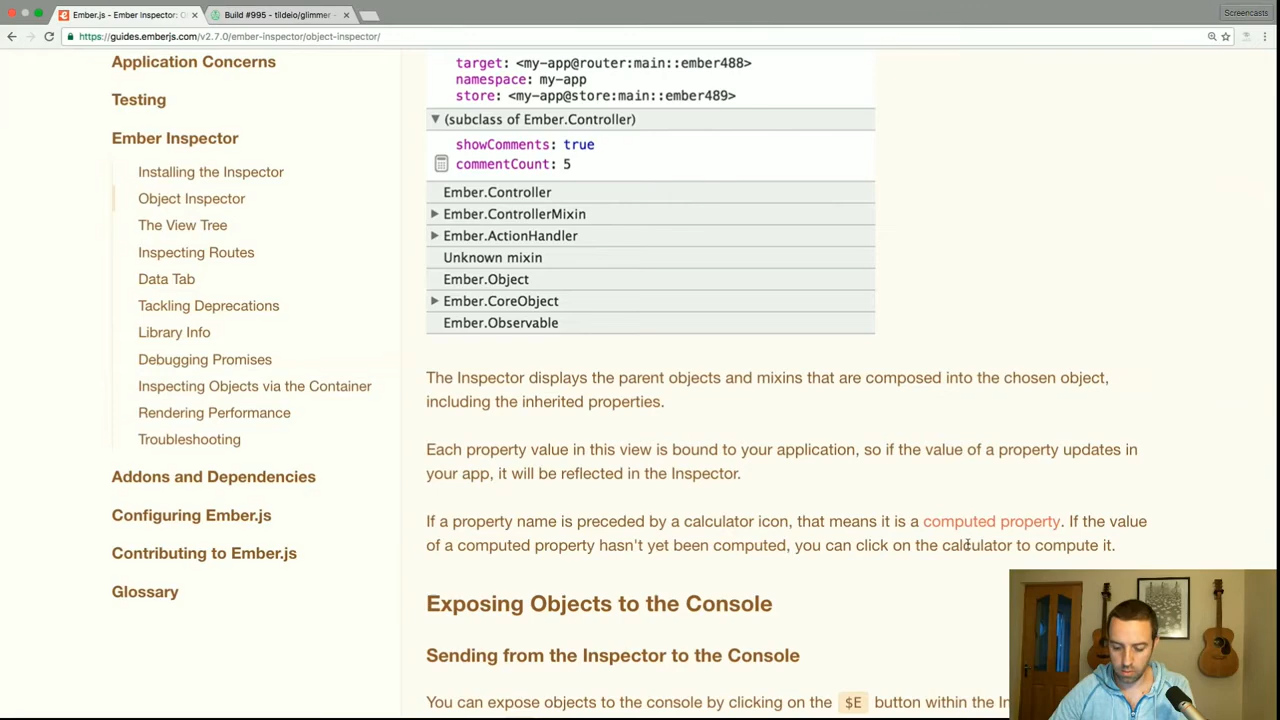 Ember.js - Ember Inspector: O
Build #995 - tildeio/glimmer -
Screencasts
https://guides.emberjs.com/v2.7.0/ember-inspector/object-inspector/
Application Concerns
Testing
Ember Inspector
Installing the Inspector
Object Inspector
The View Tree
Inspecting Routes
Data Tab
Tackling Deprecations
Library Info
Debugging Promises
Inspecting Objects via the Container
Rendering Performance
Troubleshooting
Addons and Dependencies
Configuring Ember.js
Contributing to Ember.js
Glossary
target: <my-app@router:main::ember488>
namespace: my-app
store: <my-app@store:main::ember489>
(subclass of Ember.Controller)
showComments: true
commentCount: 5
Ember.Controller
Ember.ControllerMixin
Ember.ActionHandler
Unknown mixin
Ember.Object
Ember.CoreObject
Ember.Observable
The Inspector displays the parent objects and mixins that are composed into the chosen object,
including the inherited properties.
Each property value in this view is bound to your application, so if the value of a property updates in
your app, it will be reflected in the Inspector.
If a property name is preceded by a calculator icon, that means it is a computed property. If the value
of a computed property hasn't yet been computed, you can click on the calculator to compute it.
Exposing Objects to the Console
Sending from the Inspector to the Console
You can expose objects to the console by clicking on the $E button within the In